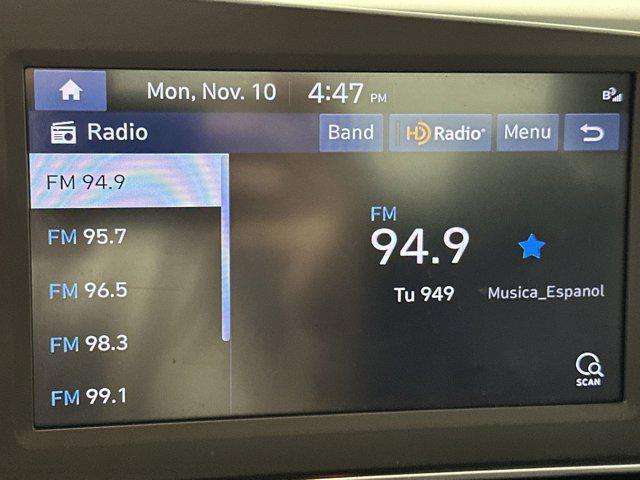 Mon, Nov. 10 4:47 PM B
Radio Band HD Radio Menu
FM 94.9
FM 95.7
FM 96.5
FM 98.3
FM 99.1
FM
94.9
Tu 949 Musica_Espanol
SCAN